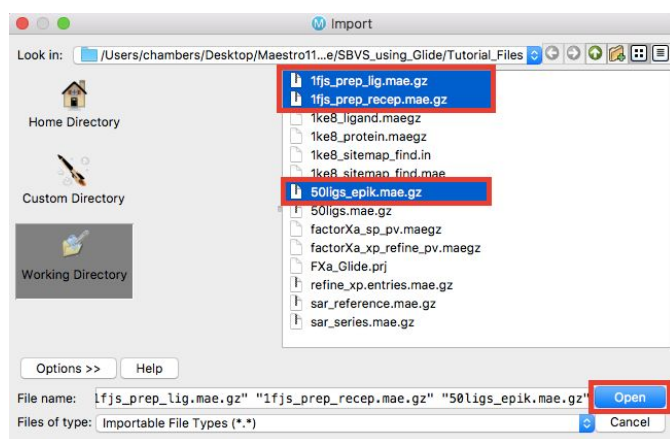 Import
Look in: /Users/chambers/Desktop/Maestro11...e/SBVS_using_Glide/Tutorial_Files
Home Directory
Custom Directory
Working Directory
1fjs_prep_lig.mae.gz
1fjs_prep_recep.mae.gz
1ke8_ligand.maegz
1ke8_protein.maegz
1ke8_sitemap_find.in
1ke8_sitemap_find.mae
50ligs_epik.mae.gz
50ligs.mae.gz
factorXa_sp_pv.maegz
factorXa_xp_refine_pv.maegz
FXa_Glide.prj
refine_xp.entries.mae.gz
sar_reference.mae.gz
sar_series.mae.gz
Options >> Help
File name: lfjs_prep_lig.mae.gz" "1fjs_prep_recep.mae.gz" "50ligs_epik.mae.gz" Open
Files of type: Importable File Types (*.*) Cancel